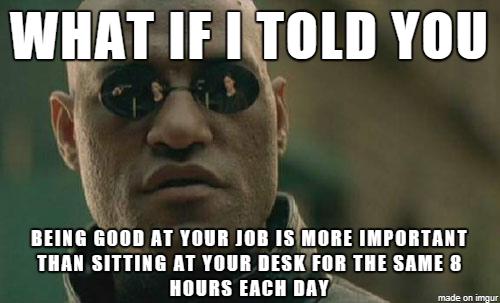 WHAT IF I TOLD YOU
BEING GOOD AT YOUR JOB IS MORE IMPORTANT
THAN SITTING AT YOUR DESK FOR THE SAME 8
HOURS EACH DAY
made on imgur